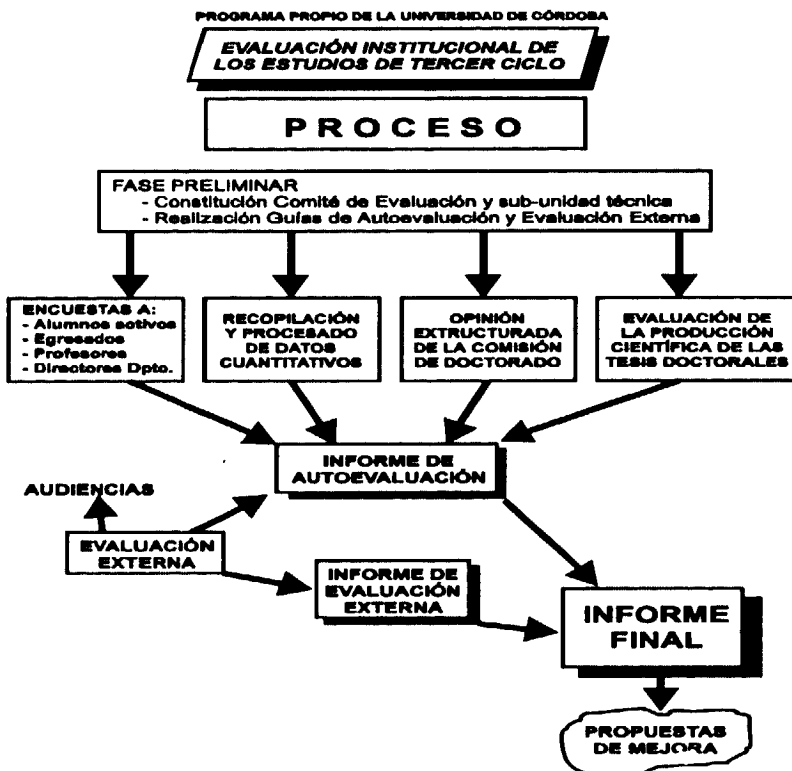 PROGRAMA PROPIO DE LA UNIVERSIDAD DE CÓRDOBA
EVALUACIÓN INSTITUCIONAL DE
LOS ESTUDIOS DE TERCER CICLO
PROCESO
FASE PRELIMINAR
- Constitución Comité de Evaluación y sub-unidad técnica
- Realización Guías de Autoevaluación y Evaluación Externa
ENCUESTAS A:
- Alumnos activos
- Egresados
- Profesores
- Directores Dpto.
RECOPILACIÓN
Y PROCESADO
DE DATOS
CUANTITATIVOS
OPINIÓN
EXTRUCTURADA
DE LA COMISIÓN
DE DOCTORADO
EVALUACIÓN DE
LA PRODUCCIÓN
CIENTÍFICA DE LAS
TESIS DOCTORALES
INFORME DE
AUTOEVALUACIÓN
AUDIENCIAS
EVALUACIÓN
EXTERNA
INFORME DE
EVALUACIÓN
EXTERNA
INFORME
FINAL
PROPUESTAS
DE MEJORA